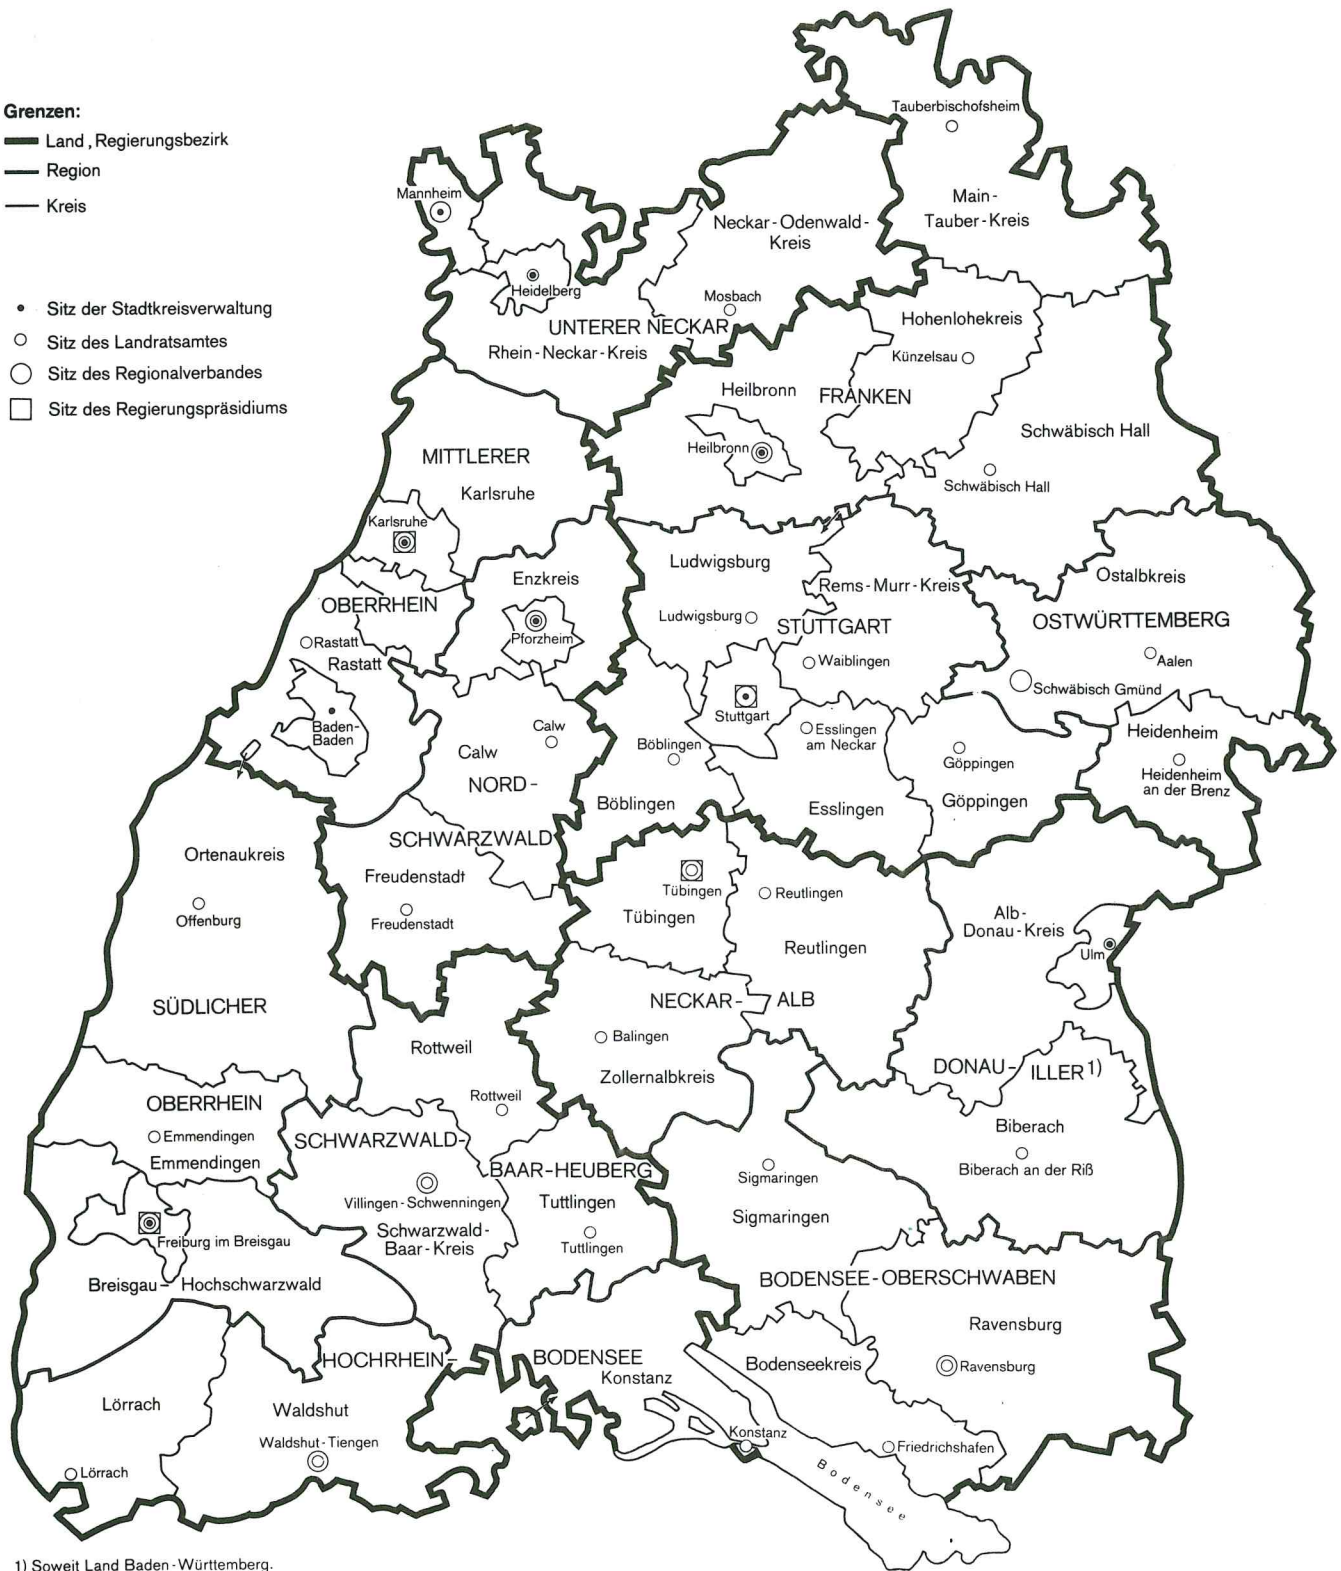 Grenzen:
Land, Regierungsbezirk
Region
Kreis
Sitz der Stadtkreisverwaltung
Sitz des Landratsamtes
Sitz des Regionalverbandes
Sitz des Regierungspräsidiums
Tauberbischofsheim
Main-
Tauber-Kreis
Mannheim
Neckar-Odenwald-
Kreis
Heidelberg
Mosbach
UNTERER NECKAR
Rhein-Neckar-Kreis
Hohenlohekreis
Künzelsau
Heilbronn
FRANKEN
Heilbronn
Schwäbisch Hall
Schwäbisch Hall
MITTLERER
Karlsruhe
Karlsruhe
Enzkreis
Pforzheim
OBERRHEIN
Rastatt
Rastatt
Baden-
Baden
Ludwigsburg
Ludwigsburg
Rems-Murr-Kreis
STUTTGART
Waiblingen
Stuttgart
Ostalbkreis
OSTWÜRTTEMBERG
Aalen
Schwäbisch Gmünd
Calw
Calw
NORD-
SCHWARZWALD
Böblingen
Böblingen
Esslingen
am Neckar
Esslingen
Göppingen
Göppingen
Heidenheim
Heidenheim
an der Brenz
Ortenaukreis
Offenburg
Freudenstadt
Freudenstadt
Tübingen
Tübingen
Reutlingen
Reutlingen
Alb-
Donau-Kreis
Ulm
SÜDLICHER
NECKAR-ALB
Rottweil
Rottweil
Balingen
Zollernalbkreis
DONAU-ILLER 1)
OBERRHEIN
Emmendingen
Emmendingen
SCHWARZWALD-
BAAR-HEUBERG
Villingen-Schwenningen
Schwarzwald-
Baar-Kreis
Tuttlingen
Tuttlingen
Sigmaringen
Sigmaringen
Biberach
Biberach an der Riß
Freiburg im Breisgau
Breisgau-Hochschwarzwald
BODENSEE-OBERSCHWABEN
Ravensburg
Ravensburg
HOCHRHEIN-
BODENSEE
Konstanz
Bodenseekreis
Lörrach
Lörrach
Waldshut
Waldshut-Tiengen
Konstanz
Friedrichshafen
Bodensee
1) Soweit Land Baden-Württemberg.